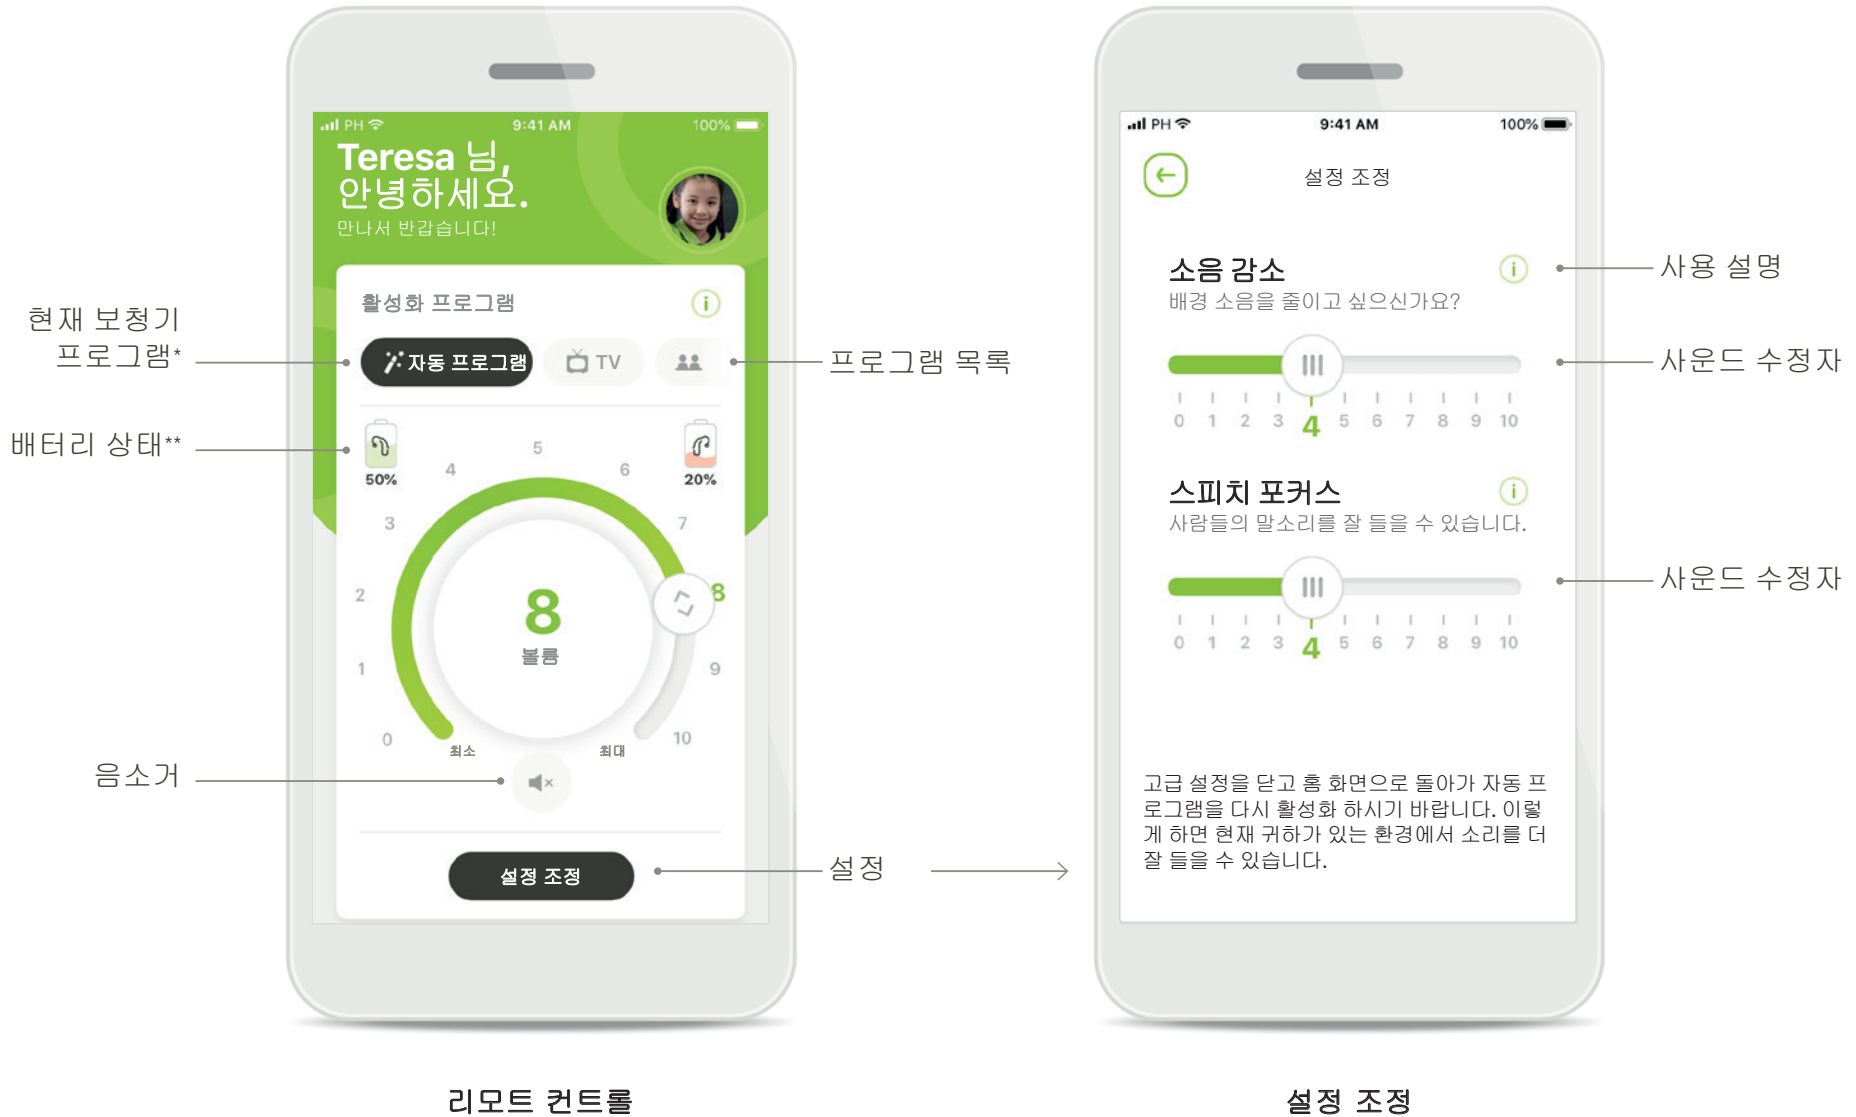 PH 9:41 AM 100%
Teresa 님,
안녕하세요.
만나서 반갑습니다!
활성화 프로그램
자동 프로그램 TV
50%
20%
0
1
2
3
4
5
6
7
8
9
10
8
볼륨
최소
최대
설정 조정
현재 보청기
프로그램*
배터리 상태**
음소거
프로그램 목록
설정
리모트 컨트롤
PH 9:41 AM 100%
설정 조정
소음 감소
배경 소음을 줄이고 싶으신가요?
0 1 2 3 4 5 6 7 8 9 10
스피치 포커스
사람들의 말소리를 잘 들을 수 있습니다.
0 1 2 3 4 5 6 7 8 9 10
고급 설정을 닫고 홈 화면으로 돌아가 자동 프
로그램을 다시 활성화 하시기 바랍니다. 이렇
게 하면 현재 귀하가 있는 환경에서 소리를 더
잘 들을 수 있습니다.
사용 설명
사운드 수정자
사운드 수정자
설정 조정